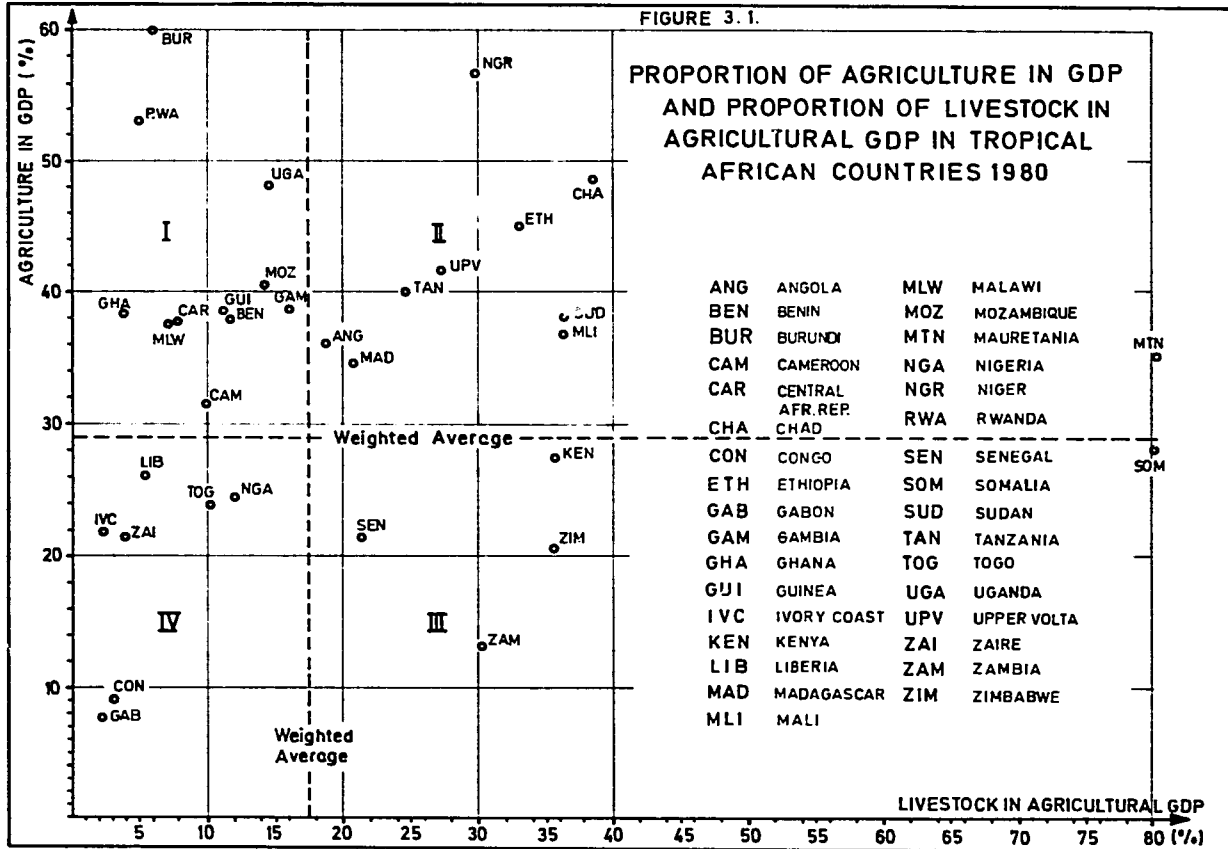 FIGURE 3.1.
PROPORTION OF AGRICULTURE IN GDP
AND PROPORTION OF LIVESTOCK IN
AGRICULTURAL GDP IN TROPICAL
AFRICAN COUNTRIES 1980
AGRICULTURE IN GDP (%)
60
50
40
30
20
10
BUR
NGR
RWA
UGA
CHA
ETH
I
II
UPV
MOZ
TAN
GHA
GUI
GAM
CAR
BEN
MLW
SUD
MLI
ANG
MAD
MTN
CAM
Weighted Average
KEN
SOM
LIB
TOG
NGA
IVC
ZAI
SEN
ZIM
IV
III
ZAM
CON
GAB
Weighted
Average
ANG ANGOLA MLW MALAWI
BEN BENIN MOZ MOZAMBIQUE
BUR BURUNDI MTN MAURETANIA
CAM CAMEROON NGA NIGERIA
CAR CENTRAL NGR NIGER
AFR.REP. RWA RWANDA
CHA CHAD
CON CONGO SEN SENEGAL
ETH ETHIOPIA SOM SOMALIA
GAB GABON SUD SUDAN
GAM GAMBIA TAN TANZANIA
GHA GHANA TOG TOGO
GUI GUINEA UGA UGANDA
IVC IVORY COAST UPV UPPER VOLTA
KEN KENYA ZAI ZAIRE
LIB LIBERIA ZAM ZAMBIA
MAD MADAGASCAR ZIM ZIMBABWE
MLI MALI
LIVESTOCK IN AGRICULTURAL GDP
5 10 15 20 25 30 35 40 45 50 55 60 65 70 75 80 (%)